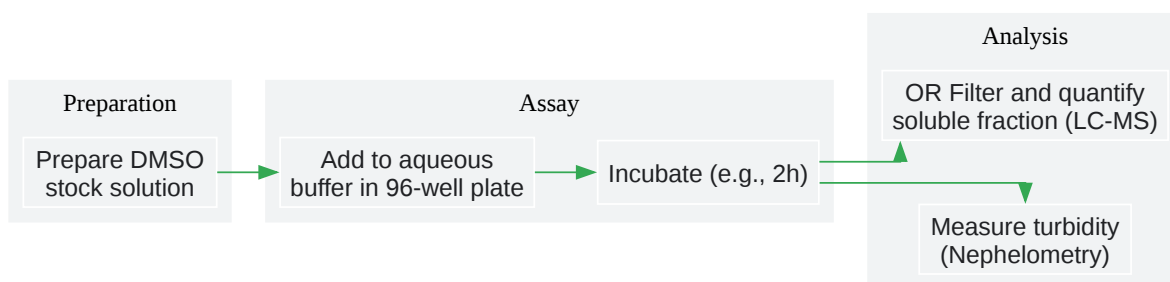 Preparation
Prepare DMSO
stock solution
Assay
Add to aqueous
buffer in 96-well plate
Incubate (e.g., 2h)
Analysis
OR Filter and quantify
soluble fraction (LC-MS)
Measure turbidity
(Nephelometry)